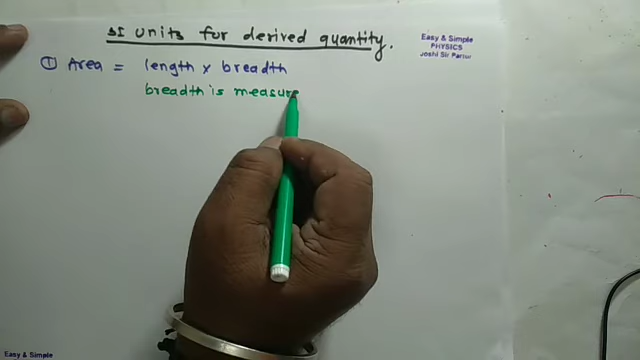 SI units for derived quantity.
Easy & Simple
PHYSICS
Joshi Sir Partur
① Area = length × breadth
breadth is measure
Easy & Simple